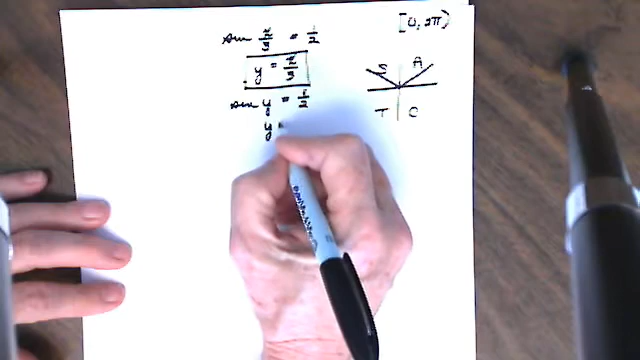 [0, 2π)
sin x/3 = 1/2
y = x/3
S A
T C
sin y = 1/2
y =